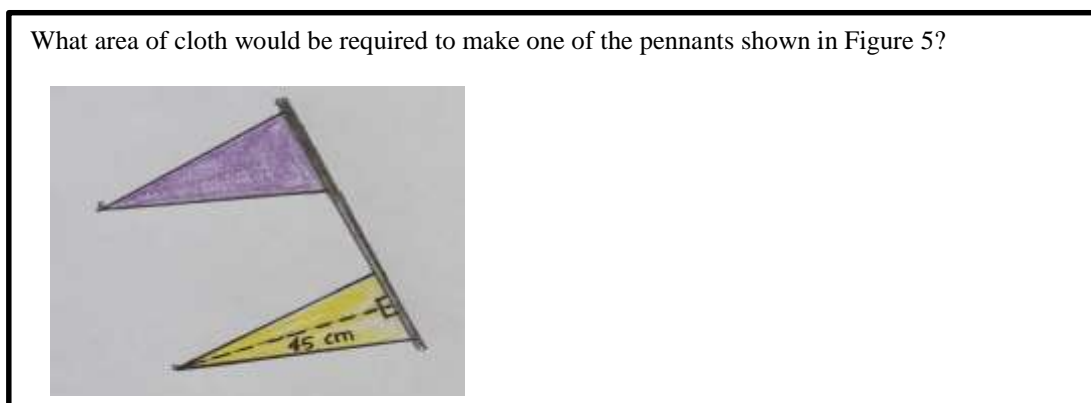 What area of cloth would be required to make one of the pennants shown in Figure 5?
45 cm